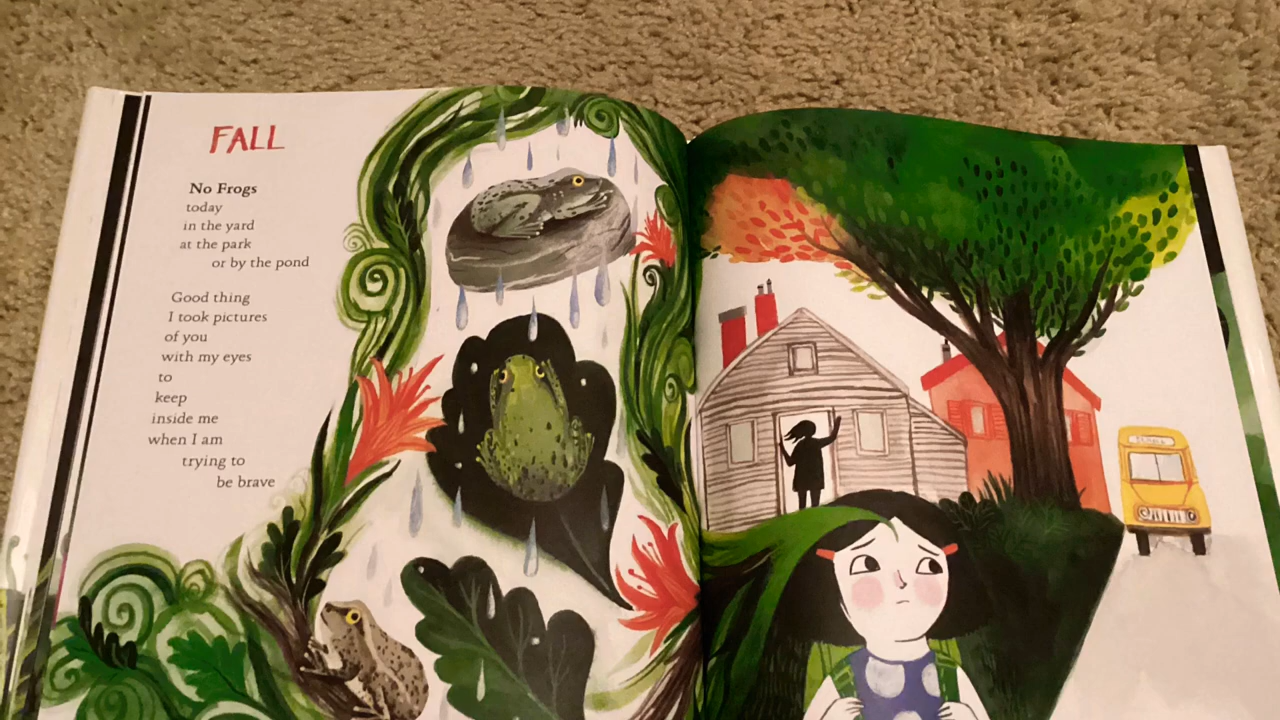 FALL
No Frogs
today
in the yard
at the park
or by the pond
Good thing
I took pictures
of you
with my eyes
to
keep
inside me
when I am
trying to
be brave